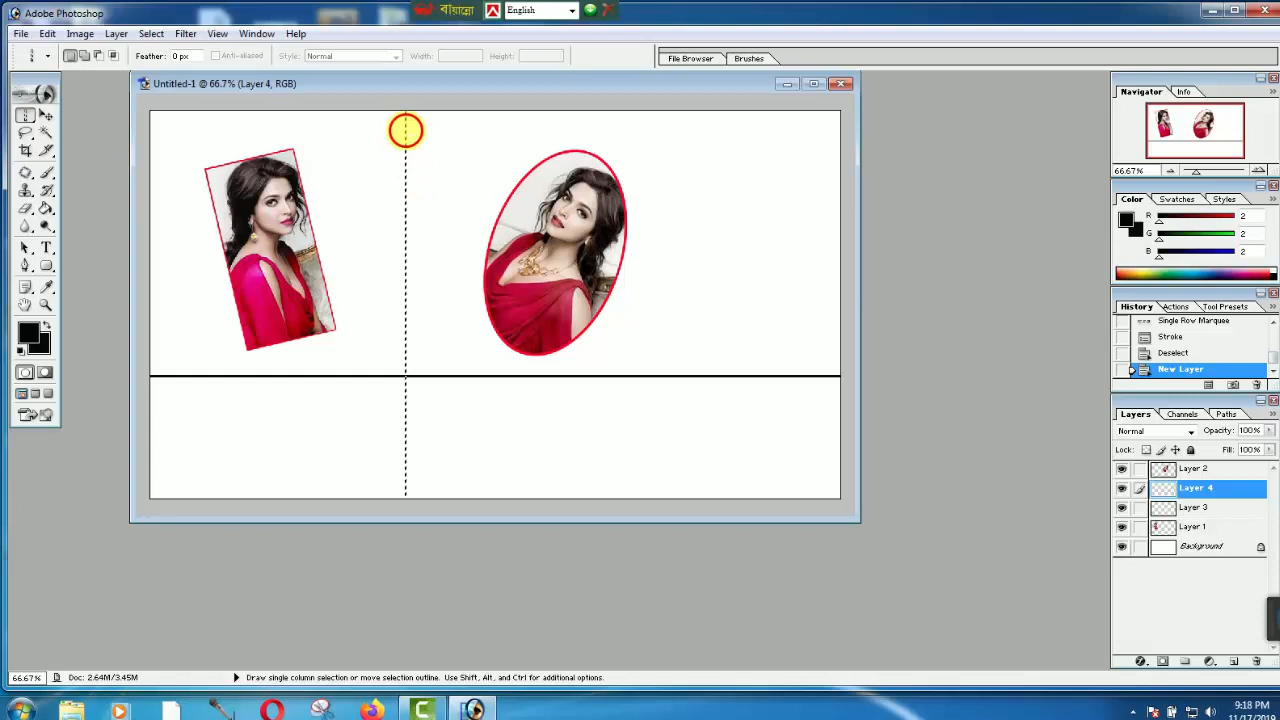 Adobe Photoshop
বায়ান্নো
English
File Edit Image Layer Select Filter View Window Help
Feather: 0 px Anti-aliased Style: Normal Width: Height:
File Browser Brushes
Untitled-1 @ 66.7% (Layer 4, RGB)
Navigator Info
66.67%
Color Swatches Styles
R 2
G 2
B 2
History Actions Tool Presets
Single Row Marquee
Stroke
Deselect
New Layer
Layers Channels Paths
Normal Opacity: 100%
Lock: Fill: 100%
Layer 2
Layer 4
Layer 3
Layer 1
Background
66.67% Doc: 2.64M/3.45M Draw single column selection or move selection outline. Use Shift, Alt, and Ctrl for additional options.
9:18 PM